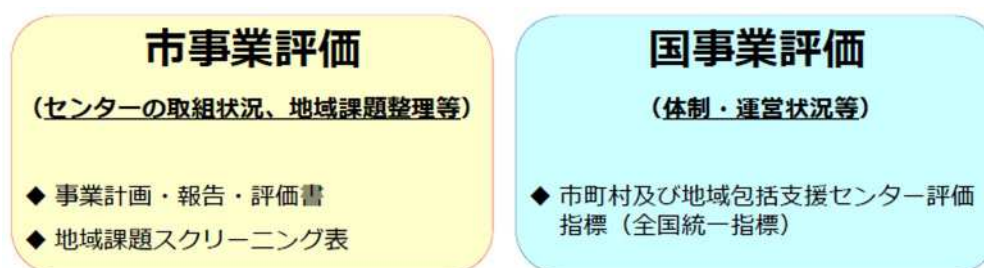 市事業評価
(センターの取組状況、地域課題整理等)
◆ 事業計画・報告・評価書
◆ 地域課題スクリーニング表
国事業評価
(体制・運営状況等)
◆ 市町村及び地域包括支援センター評価
指標（全国統一指標）